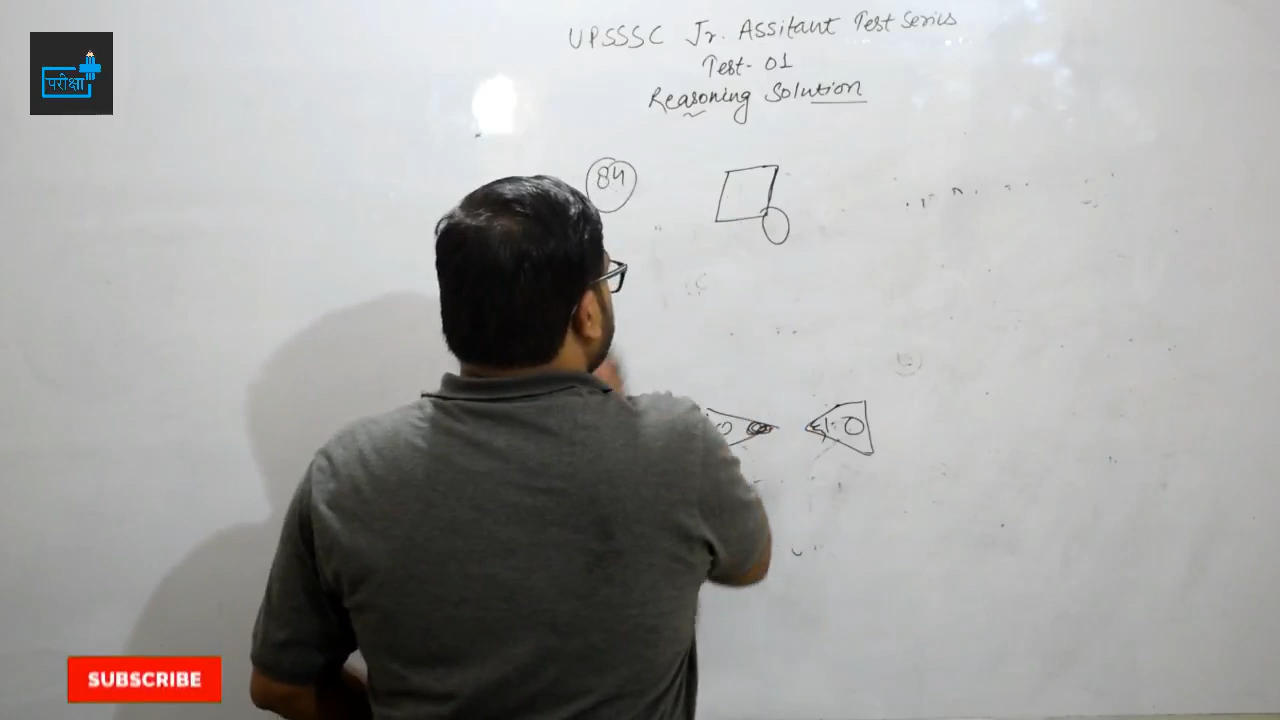 परीक्षा
UPSSSC Jr. Assitant Test Series
Test-01
Reasoning Solution
84
SUBSCRIBE